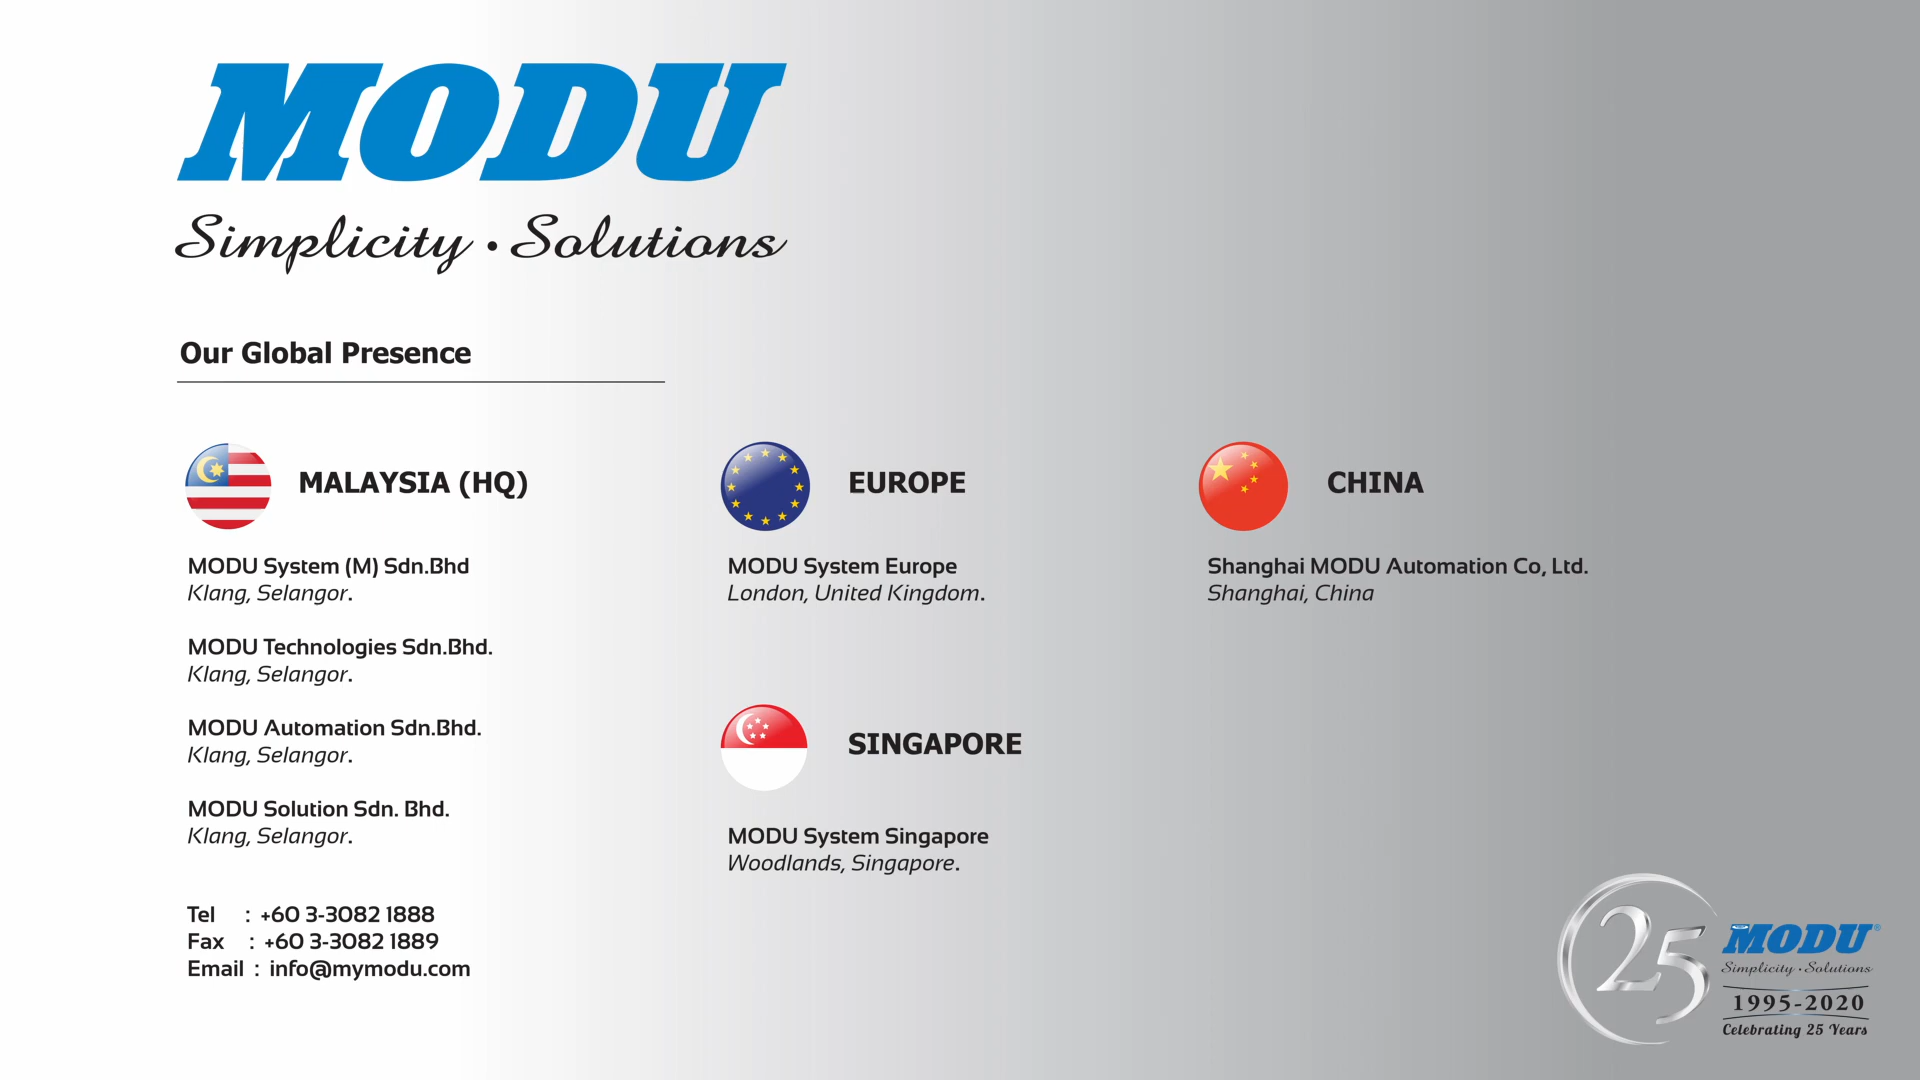 MODU
Simplicity • Solutions
Our Global Presence
MALAYSIA (HQ)
MODU System (M) Sdn.Bhd
Klang, Selangor.
MODU Technologies Sdn.Bhd.
Klang, Selangor.
MODU Automation Sdn.Bhd.
Klang, Selangor.
MODU Solution Sdn. Bhd.
Klang, Selangor.
Tel : +60 3-3082 1888
Fax : +60 3-3082 1889
Email : info@mymodu.com
EUROPE
MODU System Europe
London, United Kingdom.
SINGAPORE
MODU System Singapore
Woodlands, Singapore.
CHINA
Shanghai MODU Automation Co, Ltd.
Shanghai, China
25
MODU®
Simplicity • Solutions
1995-2020
Celebrating 25 Years